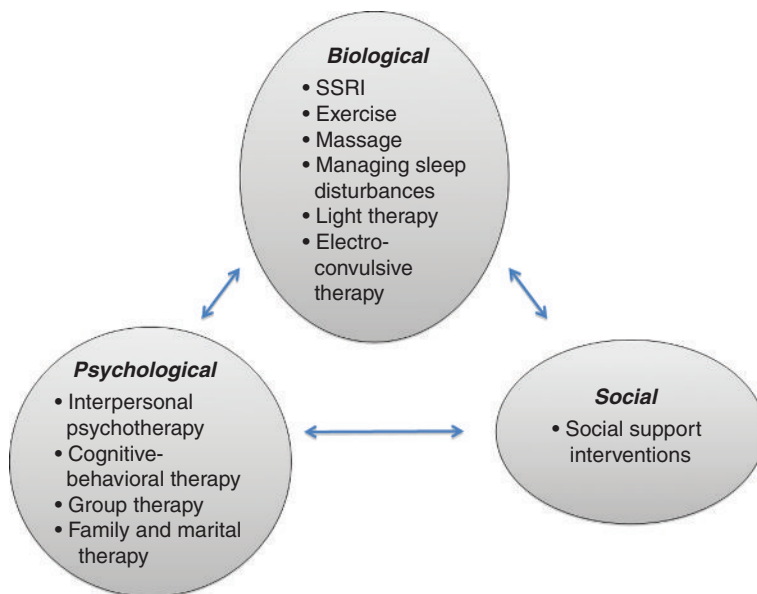 Biological
• SSRI
• Exercise
• Massage
• Managing sleep
disturbances
• Light therapy
• Electro-
convulsive
therapy
Psychological
• Interpersonal
psychotherapy
• Cognitive-
behavioral therapy
• Group therapy
• Family and marital
therapy
Social
• Social support
interventions